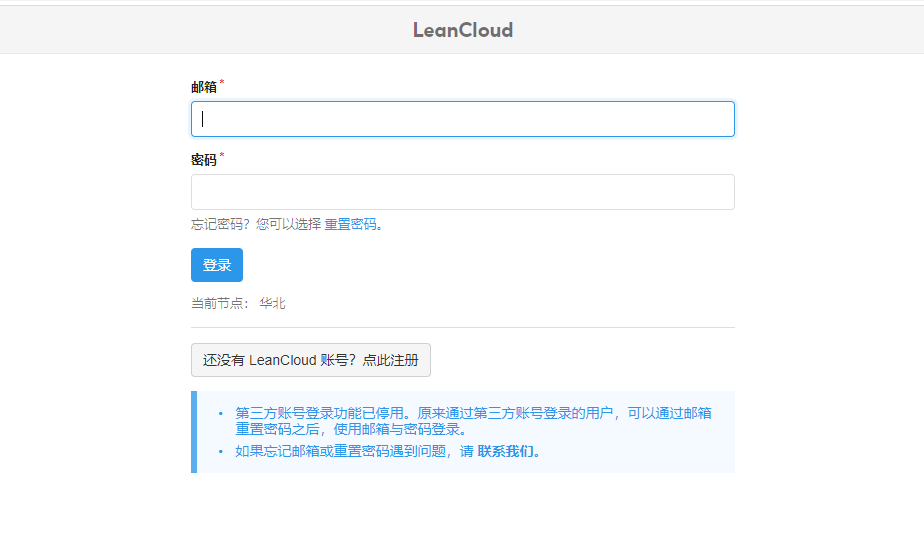 LeanCloud
邮箱*
密码*
忘记密码？您可以选择 重置密码。
登录
当前节点： 华北
还没有 LeanCloud 账号？点此注册
• 第三方账号登录功能已停用。原来通过第三方账号登录的用户，可以通过邮箱
重置密码之后，使用邮箱与密码登录。
• 如果忘记邮箱或重置密码遇到问题，请 联系我们。